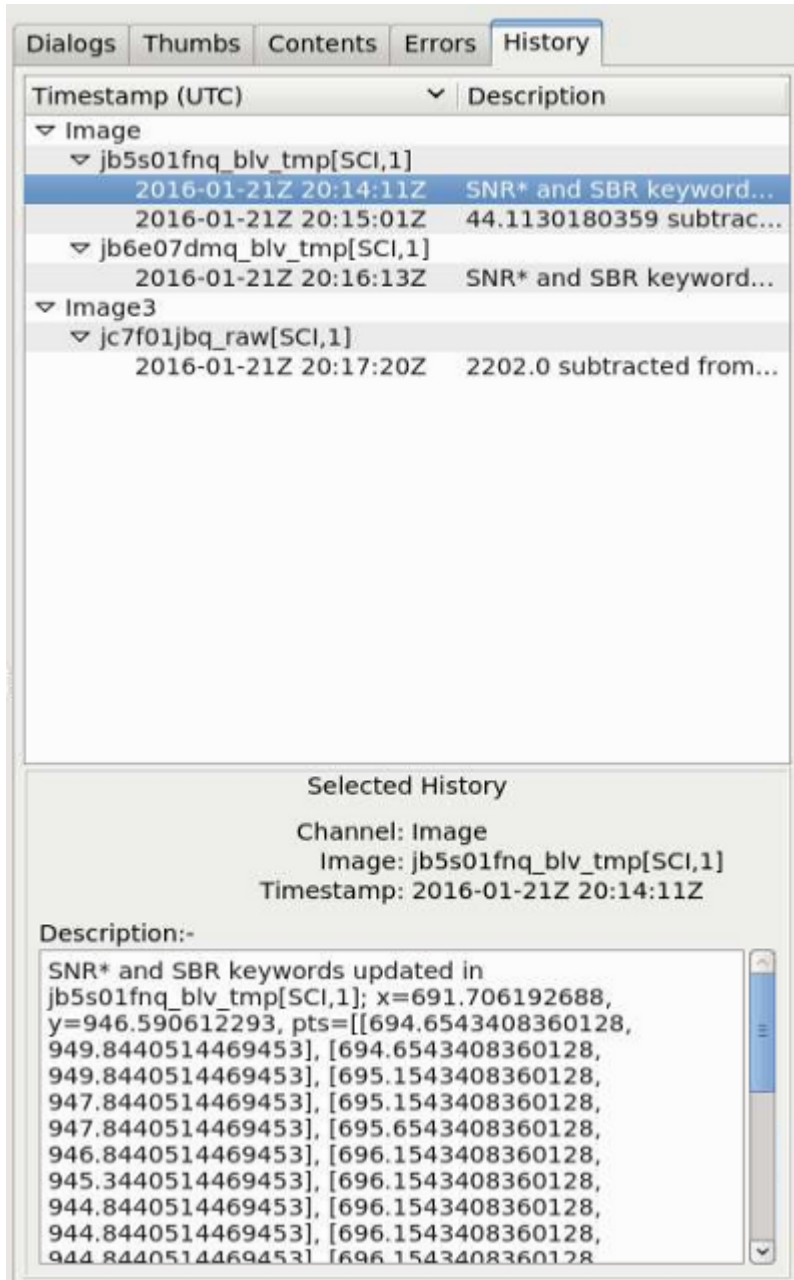 Dialogs Thumbs Contents Errors History
Timestamp (UTC) Description
Image
jb5s01fnq_blv_tmp[SCI,1]
2016-01-21Z 20:14:11Z SNR* and SBR keyword...
2016-01-21Z 20:15:01Z 44.1130180359 subtrac...
jb6e07dmq_blv_tmp[SCI,1]
2016-01-21Z 20:16:13Z SNR* and SBR keyword...
Image3
jc7f01jbq_raw[SCI,1]
2016-01-21Z 20:17:20Z 2202.0 subtracted from...
Selected History
Channel: Image
Image: jb5s01fnq_blv_tmp[SCI,1]
Timestamp: 2016-01-21Z 20:14:11Z
Description:-
SNR* and SBR keywords updated in
jb5s01fnq_blv_tmp[SCI,1]; x=691.706192688,
y=946.590612293, pts=[[694.6543408360128,
949.8440514469453], [694.6543408360128,
949.8440514469453], [695.1543408360128,
947.8440514469453], [695.1543408360128,
947.8440514469453], [695.6543408360128,
946.8440514469453], [696.1543408360128,
945.3440514469453], [696.1543408360128,
944.8440514469453], [696.1543408360128,
944.8440514469453], [696.1543408360128,
944.8440514469453], [696.1543408360128,